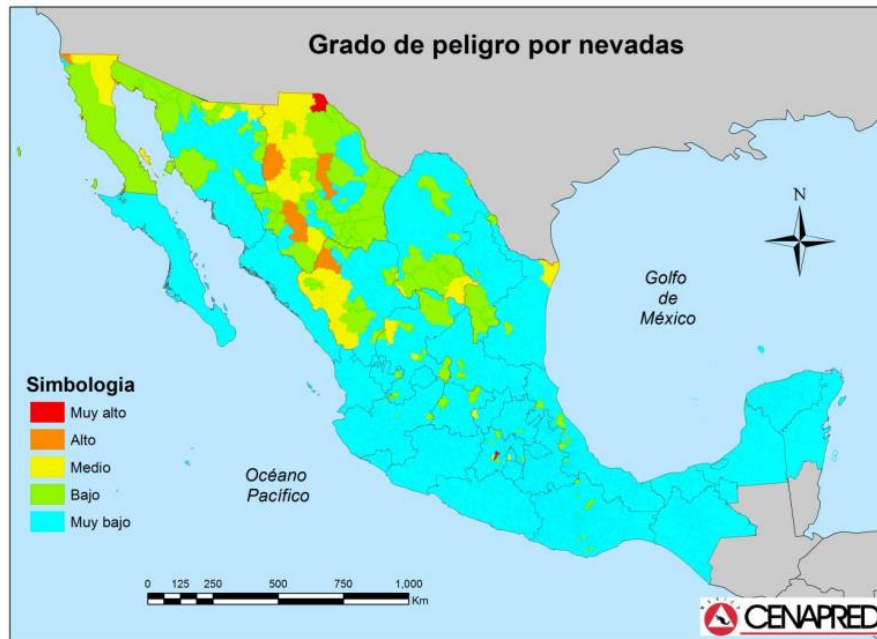 Grado de peligro por nevadas
N
Golfo
de
México
Simbologia
Muy alto
Alto
Medio
Bajo
Muy bajo
Océano
Pacífico
0 125 250 500 750 1,000
Km
CENAPRED